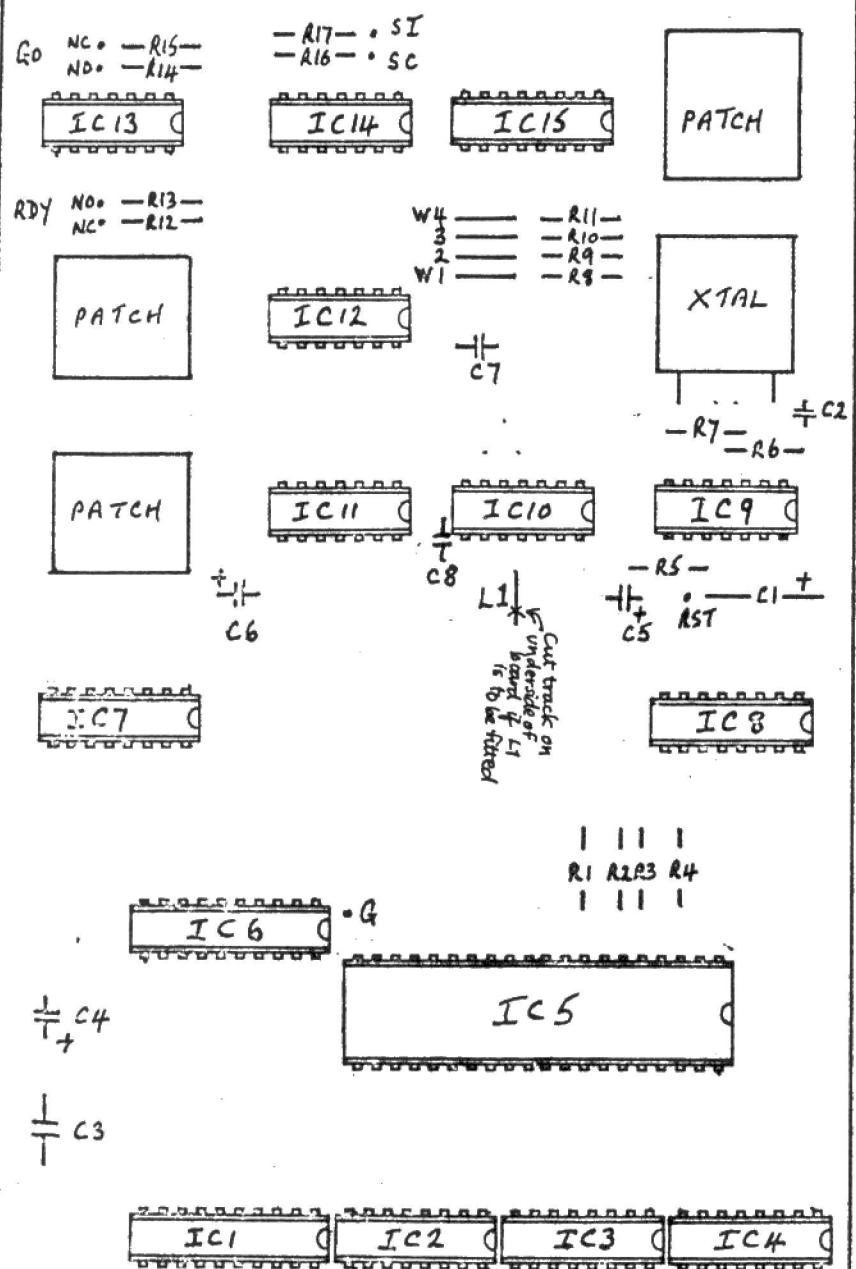 GO NC R15
NO R14
R17 SI
R16 SC
IC13
IC14
IC15
PATCH
RDY NO R13
NC R12
W4 R11
3 R10
2 R9
W1 R8
PATCH
IC12
XTAL
C7
C2
R7
R6
PATCH
IC11
IC10
IC9
C8
R5
+
C6
L1
+
C5
RST
C1 +
Cut track on
underside of
board if L1
is to be fitted
IC7
IC8
R1 R2 R3 R4
IC6
G
IC5
C4
+
C3
IC1
IC2
IC3
IC4